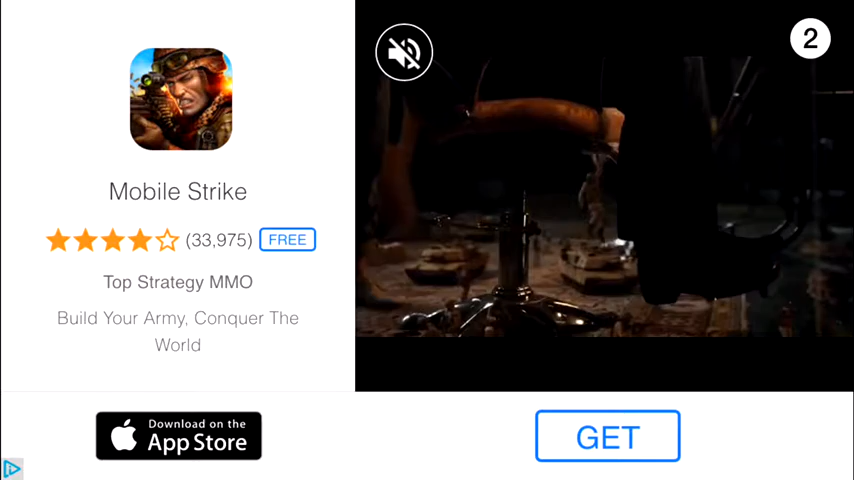 Mobile Strike
(33,975) FREE
Top Strategy MMO
Build Your Army, Conquer The
World
Download on the
App Store
2
GET